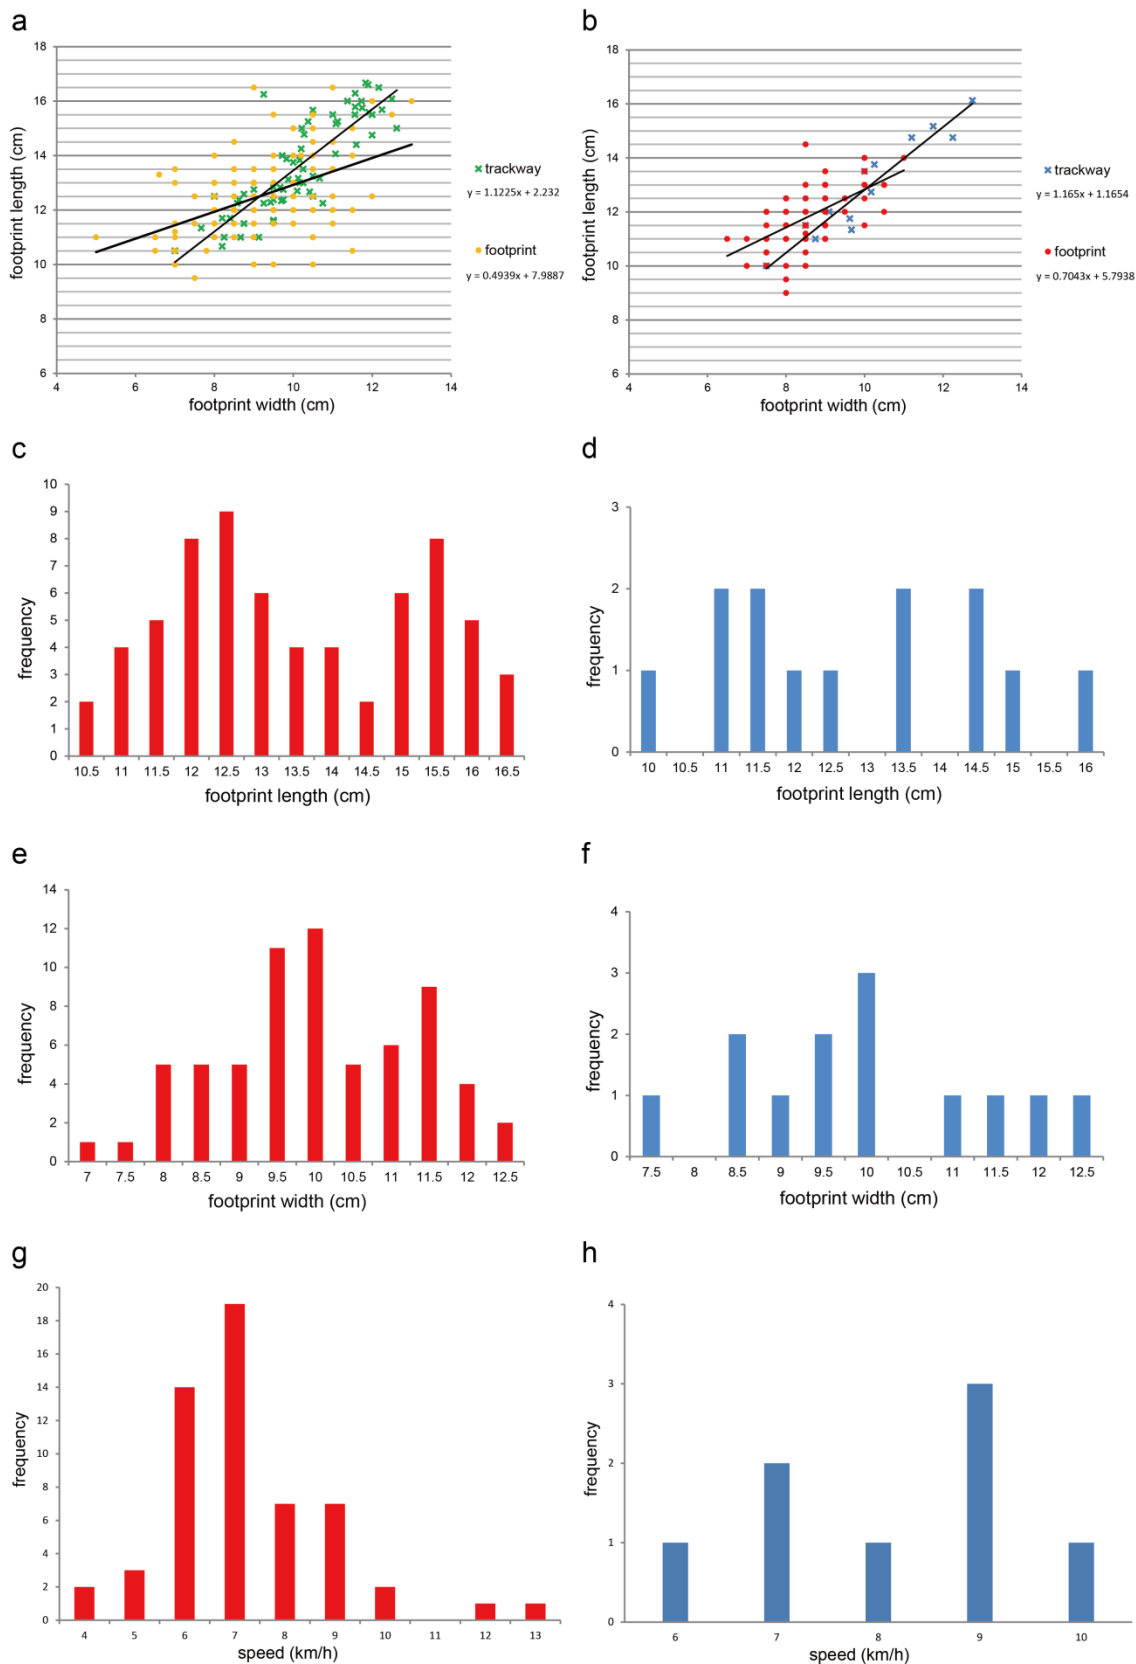 a
18
16
14
12
10
8
6
4 6 8 10 12 14
footprint length (cm)
footprint width (cm)
trackway
y = 1.1225x + 2.232
footprint
y = 0.4939x + 7.9887
b
18
16
14
12
10
8
6
4 6 8 10 12 14
footprint length (cm)
footprint width (cm)
trackway
y = 1.165x + 1.1654
footprint
y = 0.7043x + 5.7938
c
10
9
8
7
6
5
4
3
2
1
0
frequency
10.5 11 11.5 12 12.5 13 13.5 14 14.5 15 15.5 16 16.5
footprint length (cm)
d
3
2
1
0
frequency
10 10.5 11 11.5 12 12.5 13 13.5 14 14.5 15 15.5 16
footprint length (cm)
e
14
12
10
8
6
4
2
0
frequency
7 7.5 8 8.5 9 9.5 10 10.5 11 11.5 12 12.5
footprint width (cm)
f
4
3
2
1
0
frequency
7.5 8 8.5 9 9.5 10 10.5 11 11.5 12 12.5
footprint width (cm)
g
20
18
16
14
12
10
8
6
4
2
0
frequency
4 5 6 7 8 9 10 11 12 13
speed (km/h)
h
4
3
2
1
0
frequency
6 7 8 9 10
speed (km/h)